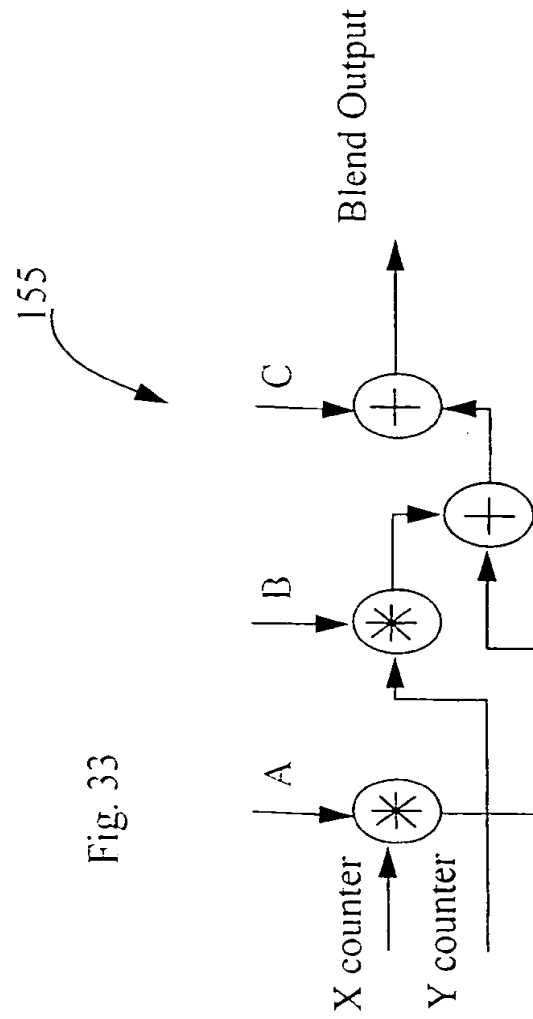 Fig. 33
155
A
B
C
X counter
Y counter
*
*
+
+
Blend Output